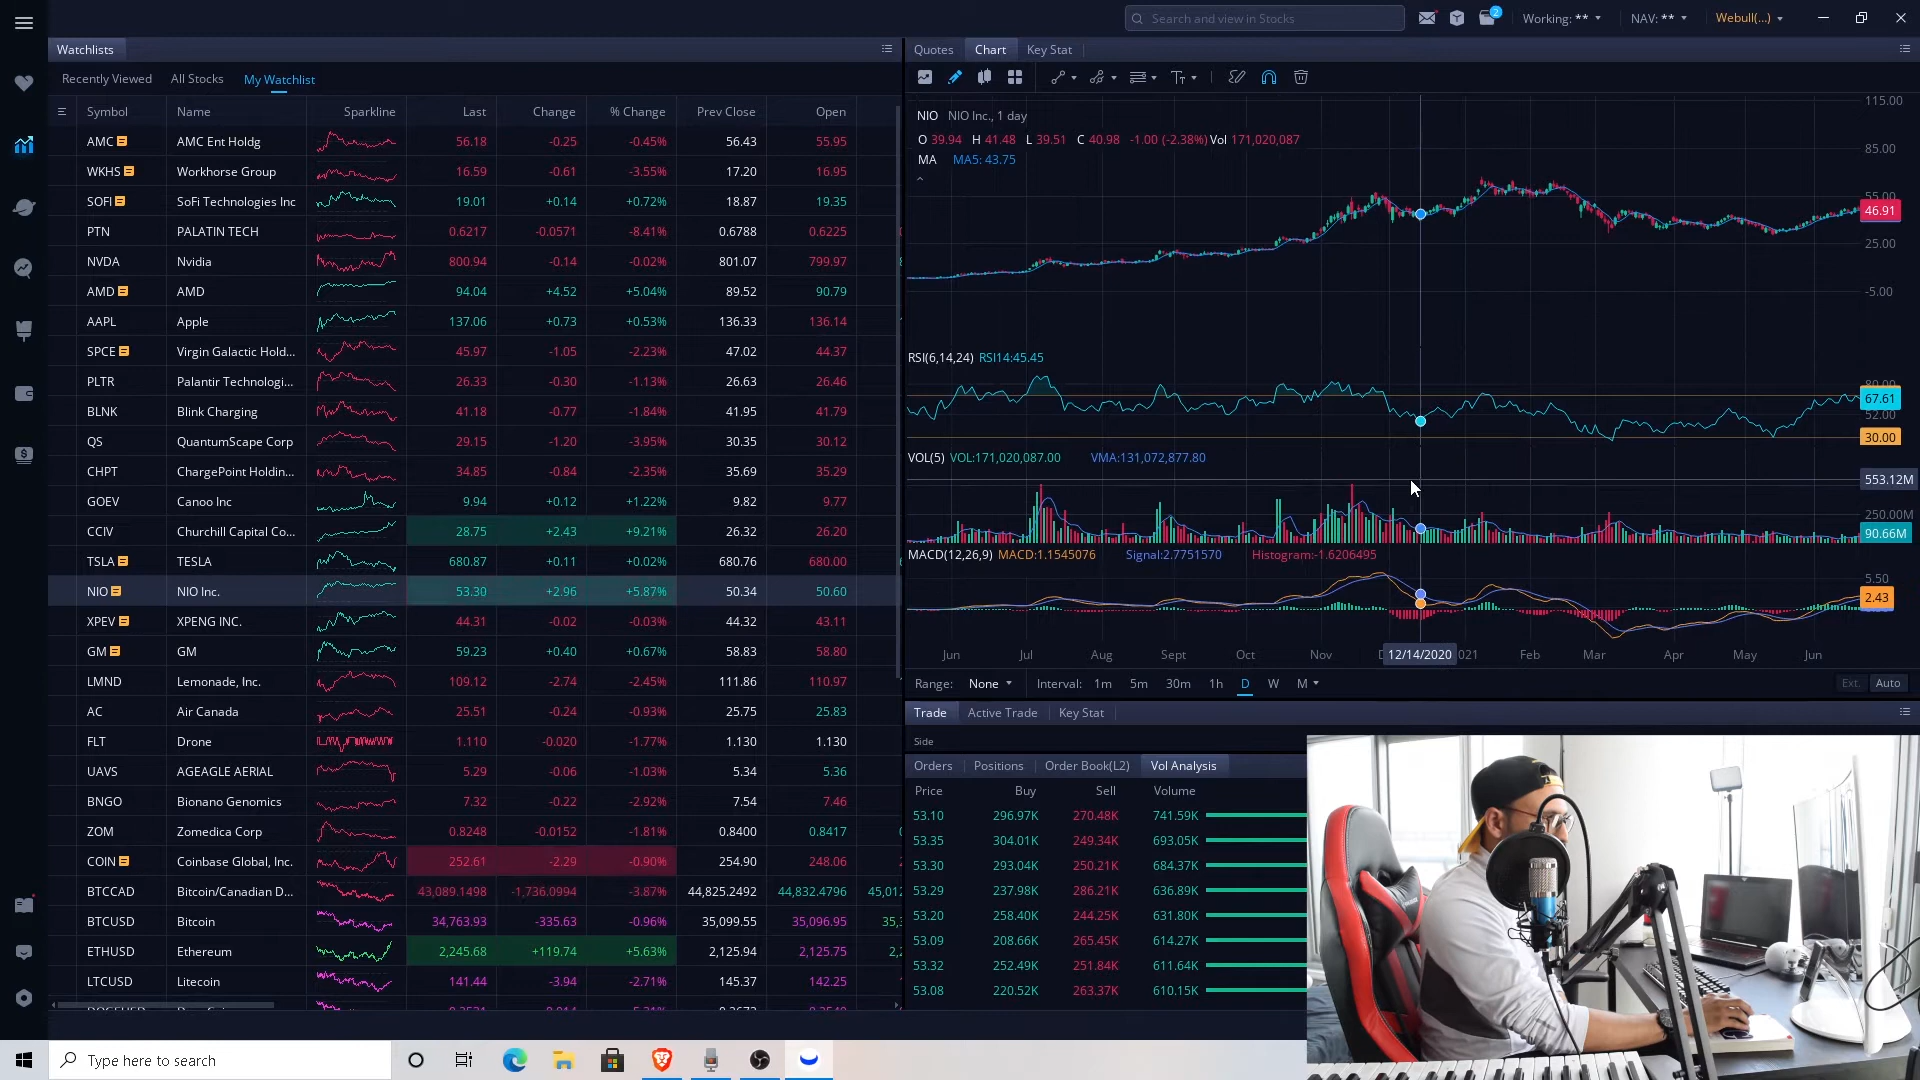 Search and view in Stocks
2
Working: **
NAV: **
Webull(...)
Watchlists
Recently Viewed All Stocks My Watchlist
Symbol Name Sparkline Last Change % Change Prev Close Open
AMC AMC Ent Holdg 56.18 -0.25 -0.45% 56.43 55.95
WKHS Workhorse Group 16.59 -0.61 -3.55% 17.20 16.95
SOFI SoFi Technologies Inc 19.01 +0.14 +0.72% 18.87 19.35
PTN PALATIN TECH 0.6217 -0.0571 -8.41% 0.6788 0.6225
NVDA Nvidia 800.94 -0.14 -0.02% 801.07 799.97
AMD AMD 94.04 +4.52 +5.04% 89.52 90.79
AAPL Apple 137.06 +0.73 +0.53% 136.33 136.14
SPCE Virgin Galactic Hold... 45.97 -1.05 -2.23% 47.02 44.37
PLTR Palantir Technologi... 26.33 -0.30 -1.13% 26.63 26.46
BLNK Blink Charging 41.18 -0.77 -1.84% 41.95 41.79
QS QuantumScape Corp 29.15 -1.20 -3.95% 30.35 30.12
CHPT ChargePoint Holdin... 34.85 -0.84 -2.35% 35.69 35.29
GOEV Canoo Inc 9.94 +0.12 +1.22% 9.82 9.77
CCIV Churchill Capital Co... 28.75 +2.43 +9.21% 26.32 26.20
TSLA TESLA 680.87 +0.11 +0.02% 680.76 680.00
NIO NIO Inc. 53.30 +2.96 +5.87% 50.34 50.60
XPEV XPENG INC. 44.31 -0.02 -0.03% 44.32 43.11
GM GM 59.23 +0.40 +0.67% 58.83 58.80
LMND Lemonade, Inc. 109.12 -2.74 -2.45% 111.86 110.97
AC Air Canada 25.51 -0.24 -0.93% 25.75 25.83
FLT Drone 1.110 -0.020 -1.77% 1.130 1.130
UAVS AGEAGLE AERIAL 5.29 -0.06 -1.03% 5.34 5.36
BNGO Bionano Genomics 7.32 -0.22 -2.92% 7.54 7.46
ZOM Zomedica Corp 0.8248 -0.0152 -1.81% 0.8400 0.8417
COIN Coinbase Global, Inc. 252.61 -2.29 -0.90% 254.90 248.06
BTCCAD Bitcoin/Canadian D... 43,089.1498 -1,736.0994 -3.87% 44,825.2492 44,832.4796 45,012
BTCUSD Bitcoin 34,763.93 -335.63 -0.96% 35,099.55 35,096.95
ETHUSD Ethereum 2,245.68 +119.74 +5.63% 2,125.94 2,125.75
LTCUSD Litecoin 141.44 -3.94 -2.71% 145.37 142.25
Quotes Chart Key Stat
NIO NIO Inc., 1 day
O 39.94 H 41.48 L 39.51 C 40.98 -1.00 (-2.38%) Vol 171,020,087
MA MA5: 43.75
115.00
85.00
55.00
46.91
25.00
-5.00
RSI(6,14,24) RSI14:45.45
80.00
67.61
52.00
30.00
VOL(5) VOL:171,020,087.00 VMA:131,072,877.80
553.12M
250.00M
90.66M
MACD(12,26,9) MACD:1.1545076 Signal:2.7751570 Histogram:-1.6206495
5.50
2.43
Jun Jul Aug Sept Oct Nov D 12/14/2020 021 Feb Mar Apr May Jun
Range: None Interval: 1m 5m 30m 1h D W M Ext. Auto
Trade Active Trade Key Stat
Side
Orders Positions Order Book(L2) Vol Analysis
Price Buy Sell Volume
53.10 296.97K 270.48K 741.59K
53.35 304.01K 249.34K 693.05K
53.30 293.04K 250.21K 684.37K
53.29 237.98K 286.21K 636.89K
53.20 258.40K 244.25K 631.80K
53.09 208.66K 265.45K 614.27K
53.32 252.49K 251.84K 611.64K
53.08 220.52K 263.37K 610.15K
Type here to search